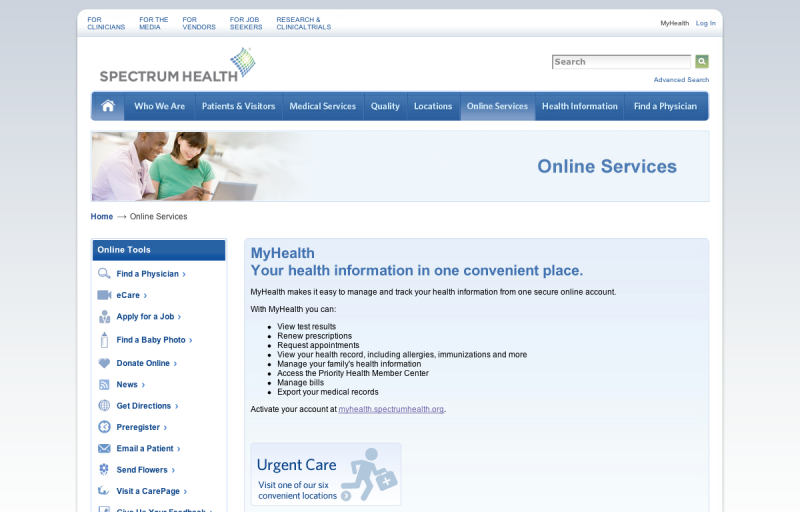 FOR CLINICIANS
FOR THE MEDIA
FOR VENDORS
FOR JOB SEEKERS
RESEARCH & CLINICALTRIALS
MyHealth Log In
SPECTRUM HEALTH
Search
Advanced Search
Who We Are
Patients & Visitors
Medical Services
Quality
Locations
Online Services
Health Information
Find a Physician
Online Services
Home → Online Services
Online Tools
Find a Physician ›
eCare ›
Apply for a Job ›
Find a Baby Photo ›
Donate Online ›
News ›
Get Directions ›
Preregister ›
Email a Patient ›
Send Flowers ›
Visit a CarePage ›
Give Us Your Feedback ›
MyHealth
Your health information in one convenient place.
MyHealth makes it easy to manage and track your health information from one secure online account.
With MyHealth you can:
• View test results
• Renew prescriptions
• Request appointments
• View your health record, including allergies, immunizations and more
• Manage your family's health information
• Access the Priority Health Member Center
• Manage bills
• Export your medical records
Activate your account at myhealth.spectrumhealth.org.
Urgent Care
Visit one of our six
convenient locations